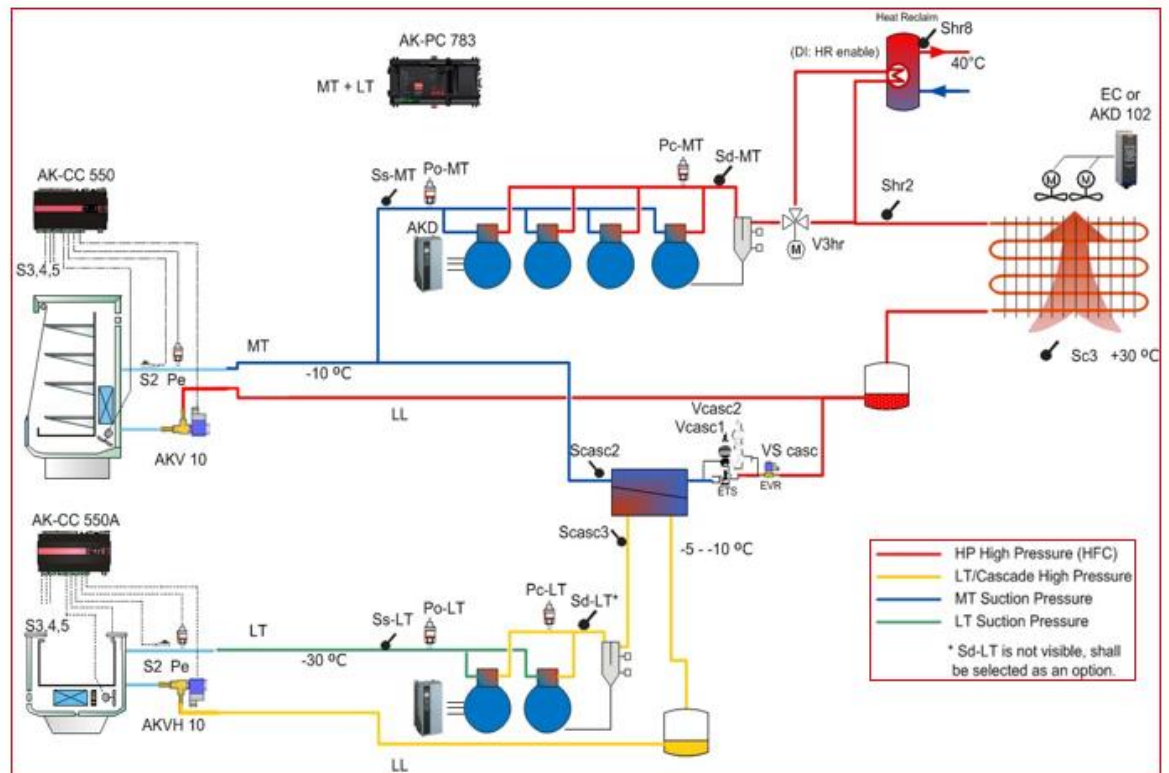 Heat Reclaim
Shr8
AK-PC 783
(DI: HR enable)
40°C
MT + LT
EC or
AKD 102
M
M
Pc-MT
Sd-MT
Po-MT
Ss-MT
AK-CC 550
Shr2
AKD
V3hr
M
S3,4,5
MT
-10 ºC
S2 Pe
Sc3 +30 ºC
LL
Vcasc2
Vcasc1
AKV 10
Scasc2
VS casc
ETS
EVR
AK-CC 550A
Scasc3
-5 - -10 ºC
HP High Pressure (HFC)
LT/Cascade High Pressure
MT Suction Pressure
LT Suction Pressure
* Sd-LT is not visible, shall
be selected as an option.
Pc-LT
Po-LT
Sd-LT*
Ss-LT
S3,4,5
LT
-30 ºC
S2 Pe
AKVH 10
LL